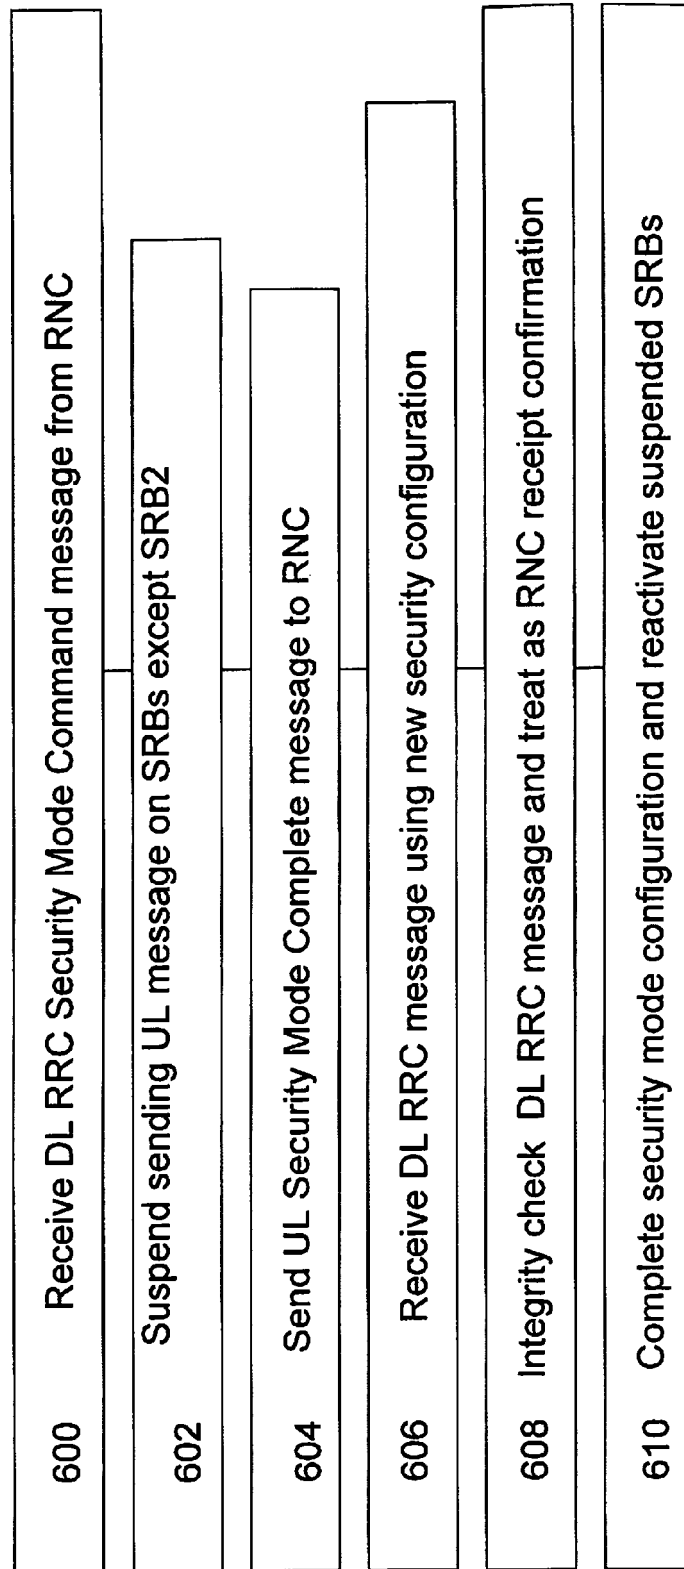 600 Receive DL RRC Security Mode Command message from RNC
602 Suspend sending UL message on SRBs except SRB2
604 Send UL Security Mode Complete message to RNC
606 Receive DL RRC message using new security configuration
608 Integrity check DL RRC message and treat as RNC receipt confirmation
610 Complete security mode configuration and reactivate suspended SRBs